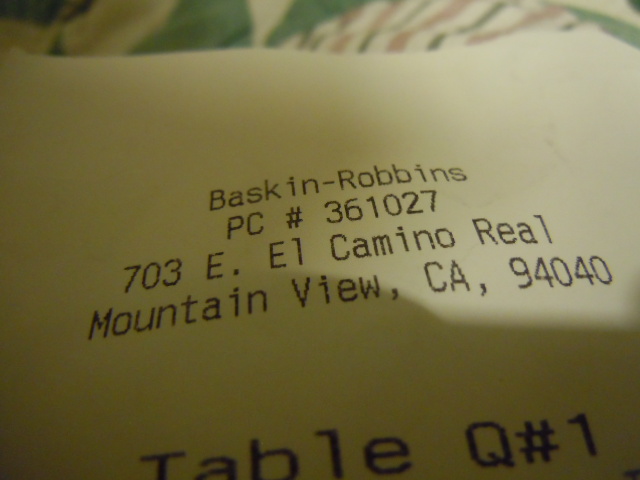 Baskin-Robbins
PC # 361027
703 E. El Camino Real
Mountain View, CA, 94040
Table Q#1